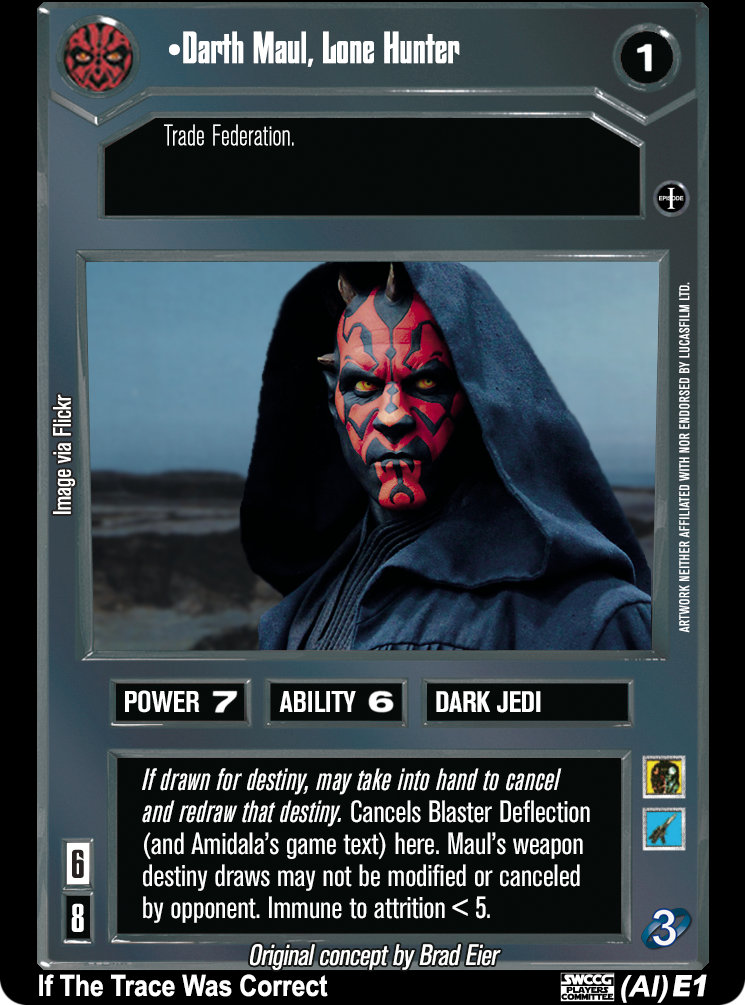 •Darth Maul, Lone Hunter
1
Trade Federation.
EPISODE
I
ARTWORK NEITHER AFFILIATED WITH NOR ENDORSED BY LUCASFILM LTD.
Image via Flickr
POWER 7
ABILITY 6
DARK JEDI
If drawn for destiny, may take into hand to cancel
and redraw that destiny. Cancels Blaster Deflection
(and Amidala's game text) here. Maul's weapon
destiny draws may not be modified or canceled
by opponent. Immune to attrition < 5.
6
8
3
Original concept by Brad Eier
If The Trace Was Correct
SWCCG
PLAYERS
COMMITTEE
(AI) E1